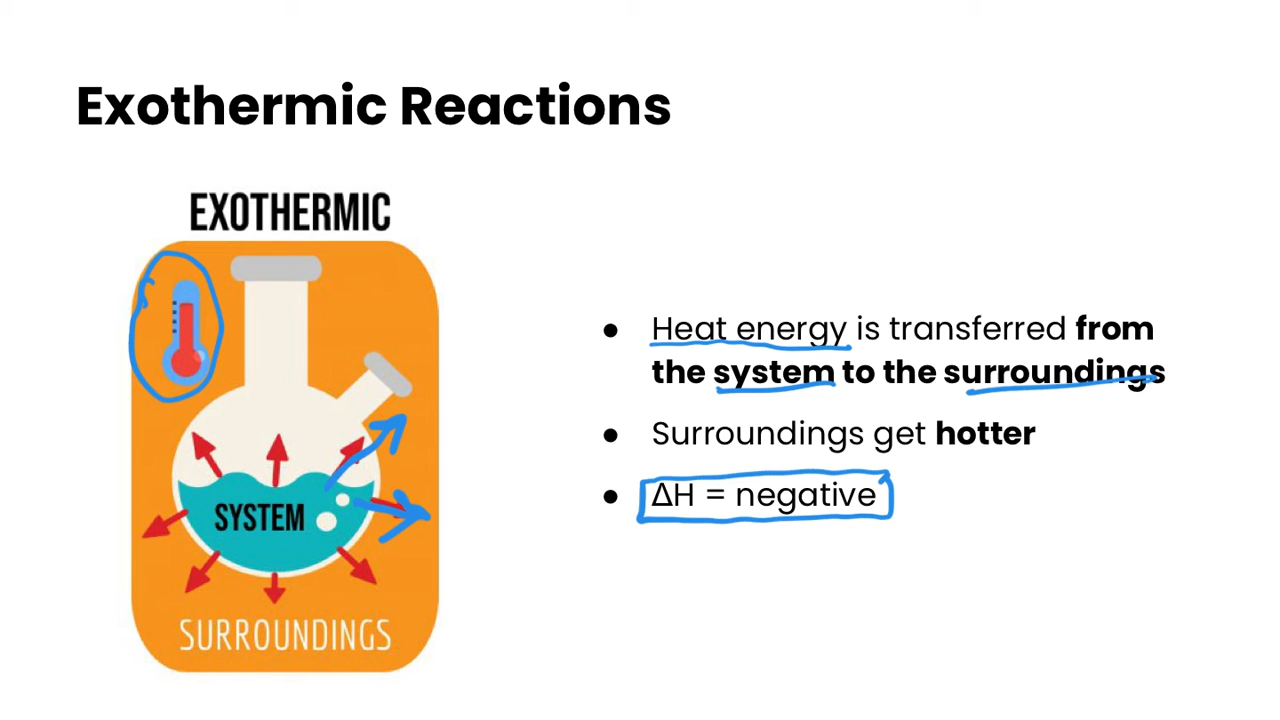 Exothermic Reactions
EXOTHERMIC
SYSTEM
SURROUNDINGS
● Heat energy is transferred from
the system to the surroundings
● Surroundings get hotter
● ΔH = negative